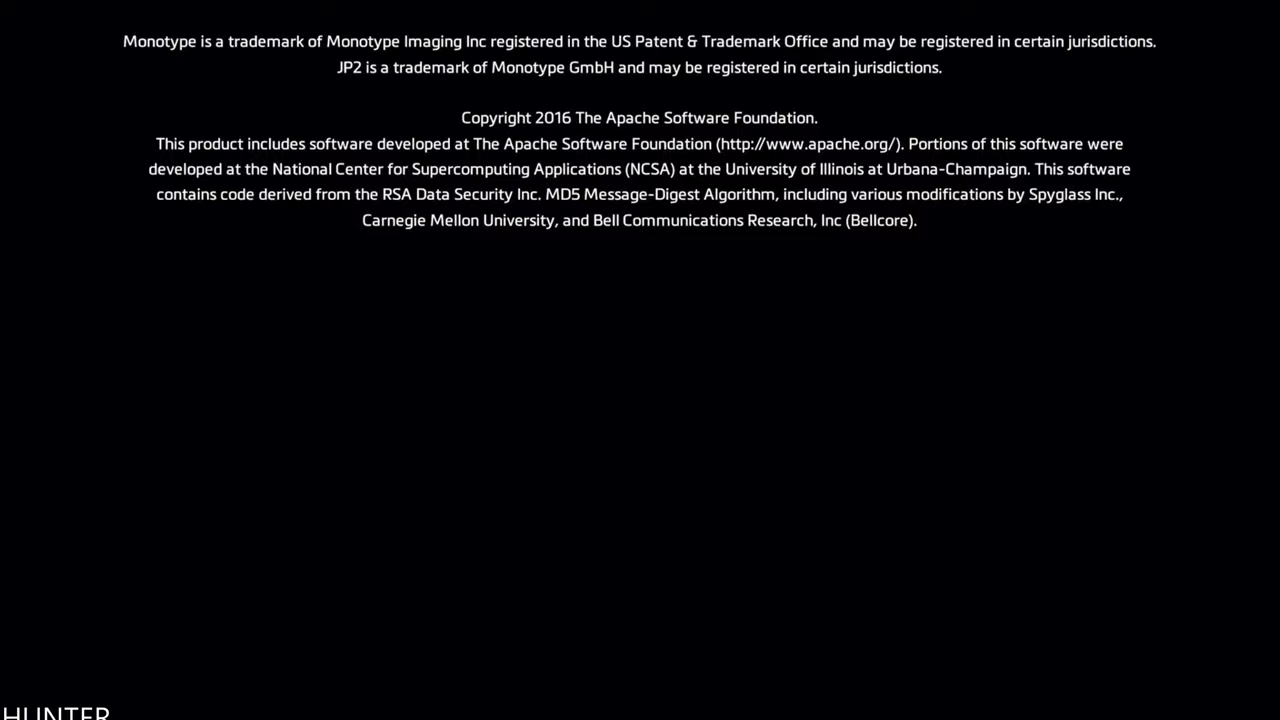 Monotype is a trademark of Monotype Imaging Inc registered in the US Patent & Trademark Office and may be registered in certain jurisdictions.
JP2 is a trademark of Monotype GmbH and may be registered in certain jurisdictions.
Copyright 2016 The Apache Software Foundation.
This product includes software developed at The Apache Software Foundation (http://www.apache.org/). Portions of this software were
developed at the National Center for Supercomputing Applications (NCSA) at the University of Illinois at Urbana-Champaign. This software
contains code derived from the RSA Data Security Inc. MD5 Message-Digest Algorithm, including various modifications by Spyglass Inc.,
Carnegie Mellon University, and Bell Communications Research, Inc (Bellcore).
HUNTER